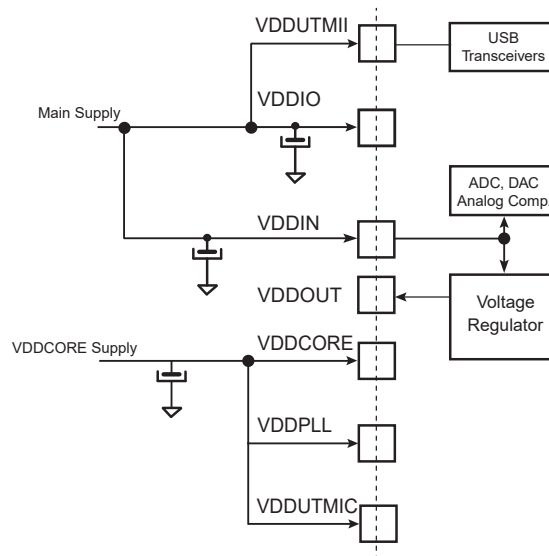 VDDUTMII
USB
Transceivers
VDDIO
Main Supply
ADC, DAC
Analog Comp.
VDDIN
VDDOUT
Voltage
Regulator
VDDCORE
VDDCORE Supply
VDDPLL
VDDUTMIC